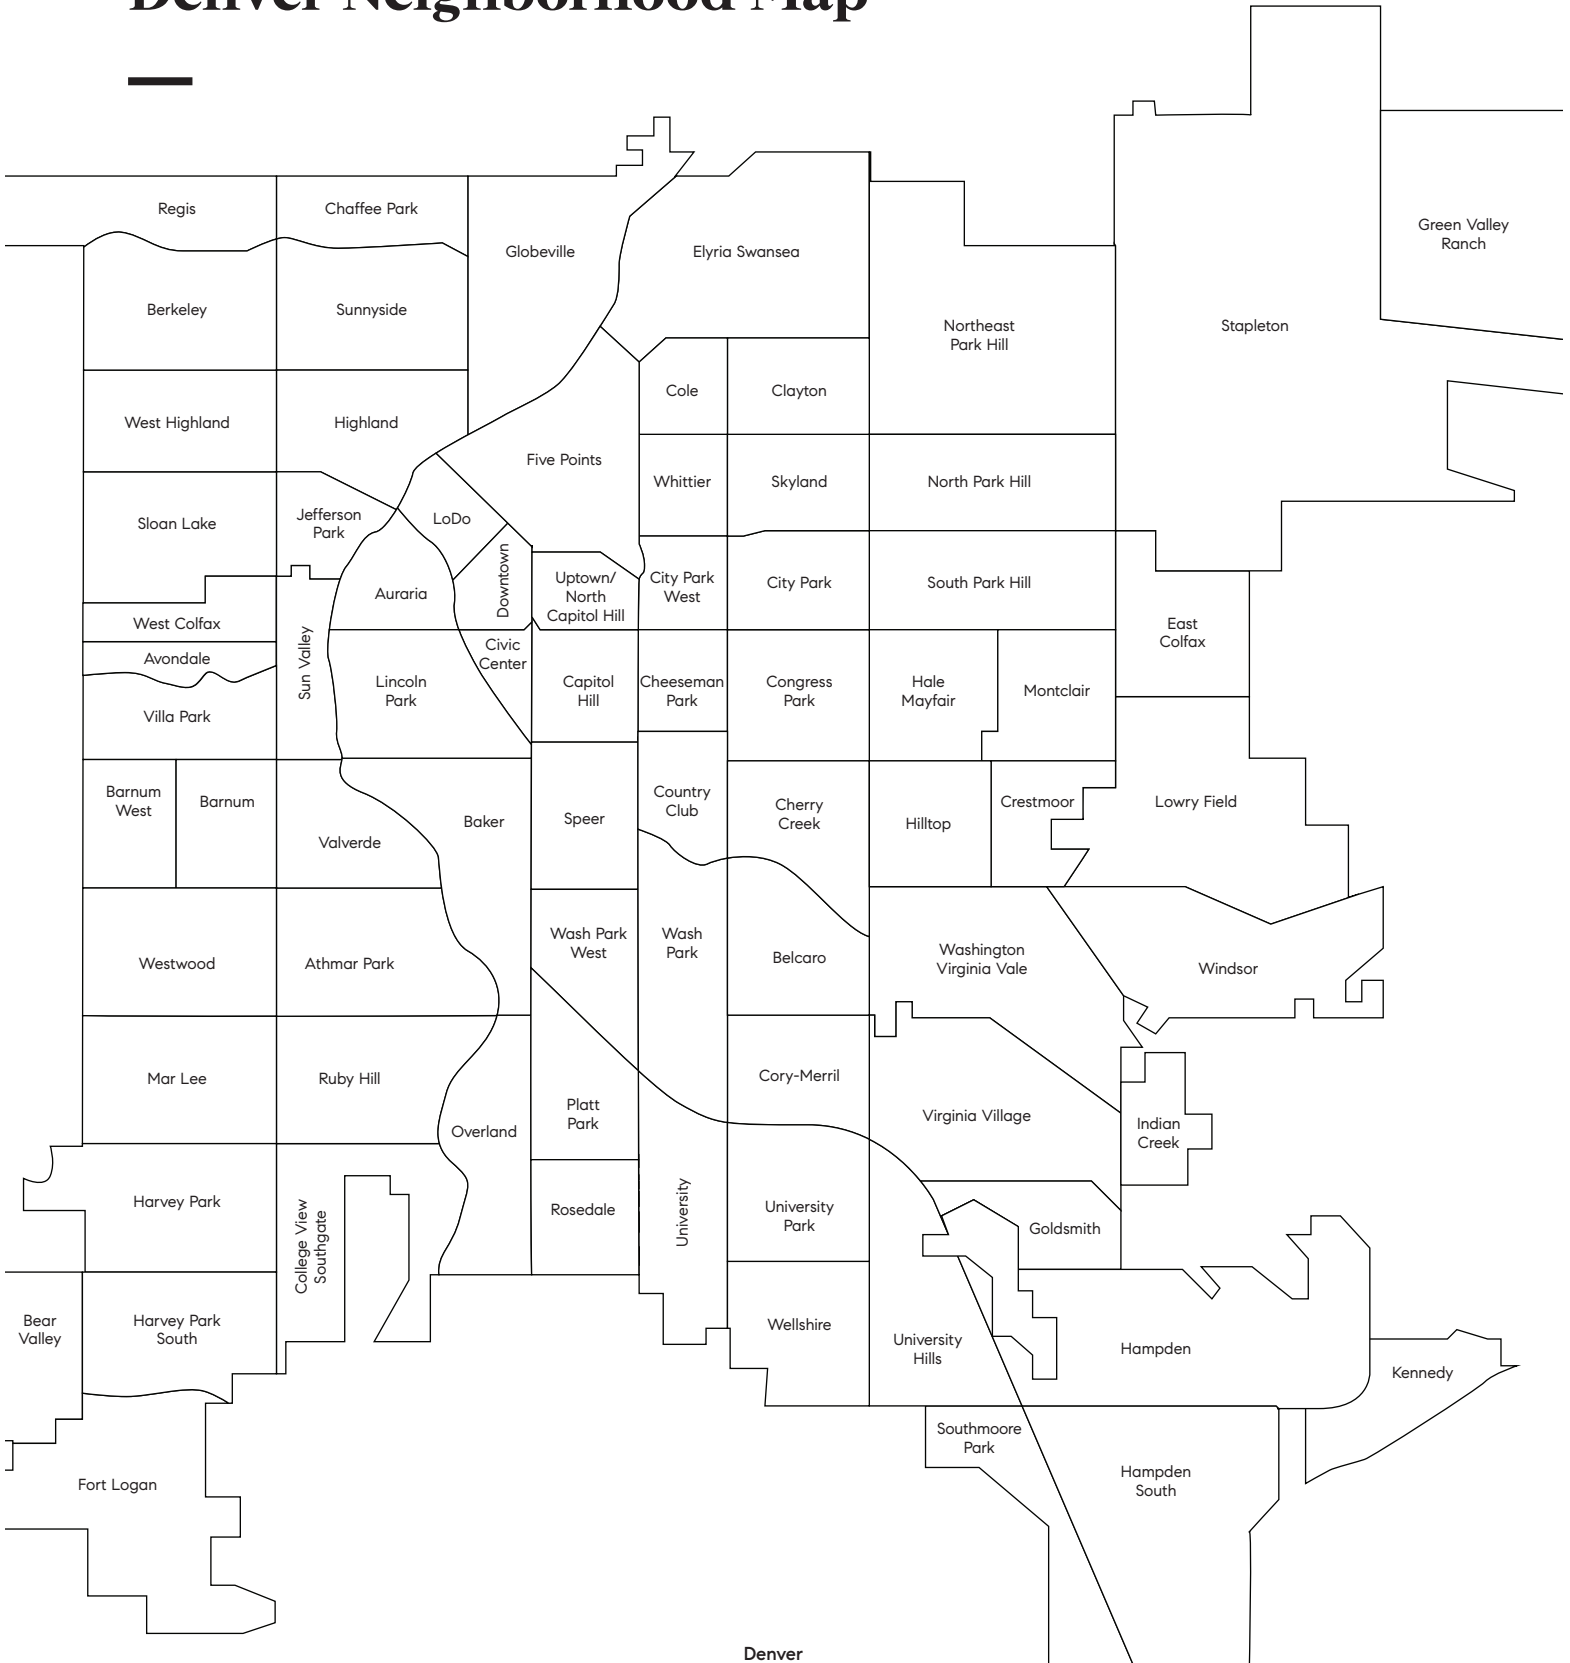 Denver Neighborhood Map
Regis
Chaffee Park
Globeville
Elyria Swansea
Green Valley
Ranch
Berkeley
Sunnyside
Northeast
Park Hill
Stapleton
Cole
Clayton
West Highland
Highland
Five Points
Whittier
Skyland
North Park Hill
Sloan Lake
Jefferson
Park
LoDo
Downtown
Auraria
Uptown/
North
Capitol Hill
City Park
West
City Park
South Park Hill
West Colfax
East
Colfax
Avondale
Sun Valley
Civic
Center
Lincoln
Park
Capitol
Hill
Cheeseman
Park
Congress
Park
Hale
Mayfair
Montclair
Villa Park
Barnum
West
Barnum
Valverde
Baker
Speer
Country
Club
Cherry
Creek
Hilltop
Crestmoor
Lowry Field
Westwood
Athmar Park
Wash Park
West
Wash
Park
Belcaro
Washington
Virginia Vale
Windsor
Mar Lee
Ruby Hill
Overland
Platt
Park
Cory-Merril
Virginia Village
Indian
Creek
Harvey Park
College View
Southgate
Rosedale
University
University
Park
Goldsmith
Bear
Valley
Harvey Park
South
Wellshire
University
Hills
Hampden
Kennedy
Southmoore
Park
Hampden
South
Fort Logan
Denver